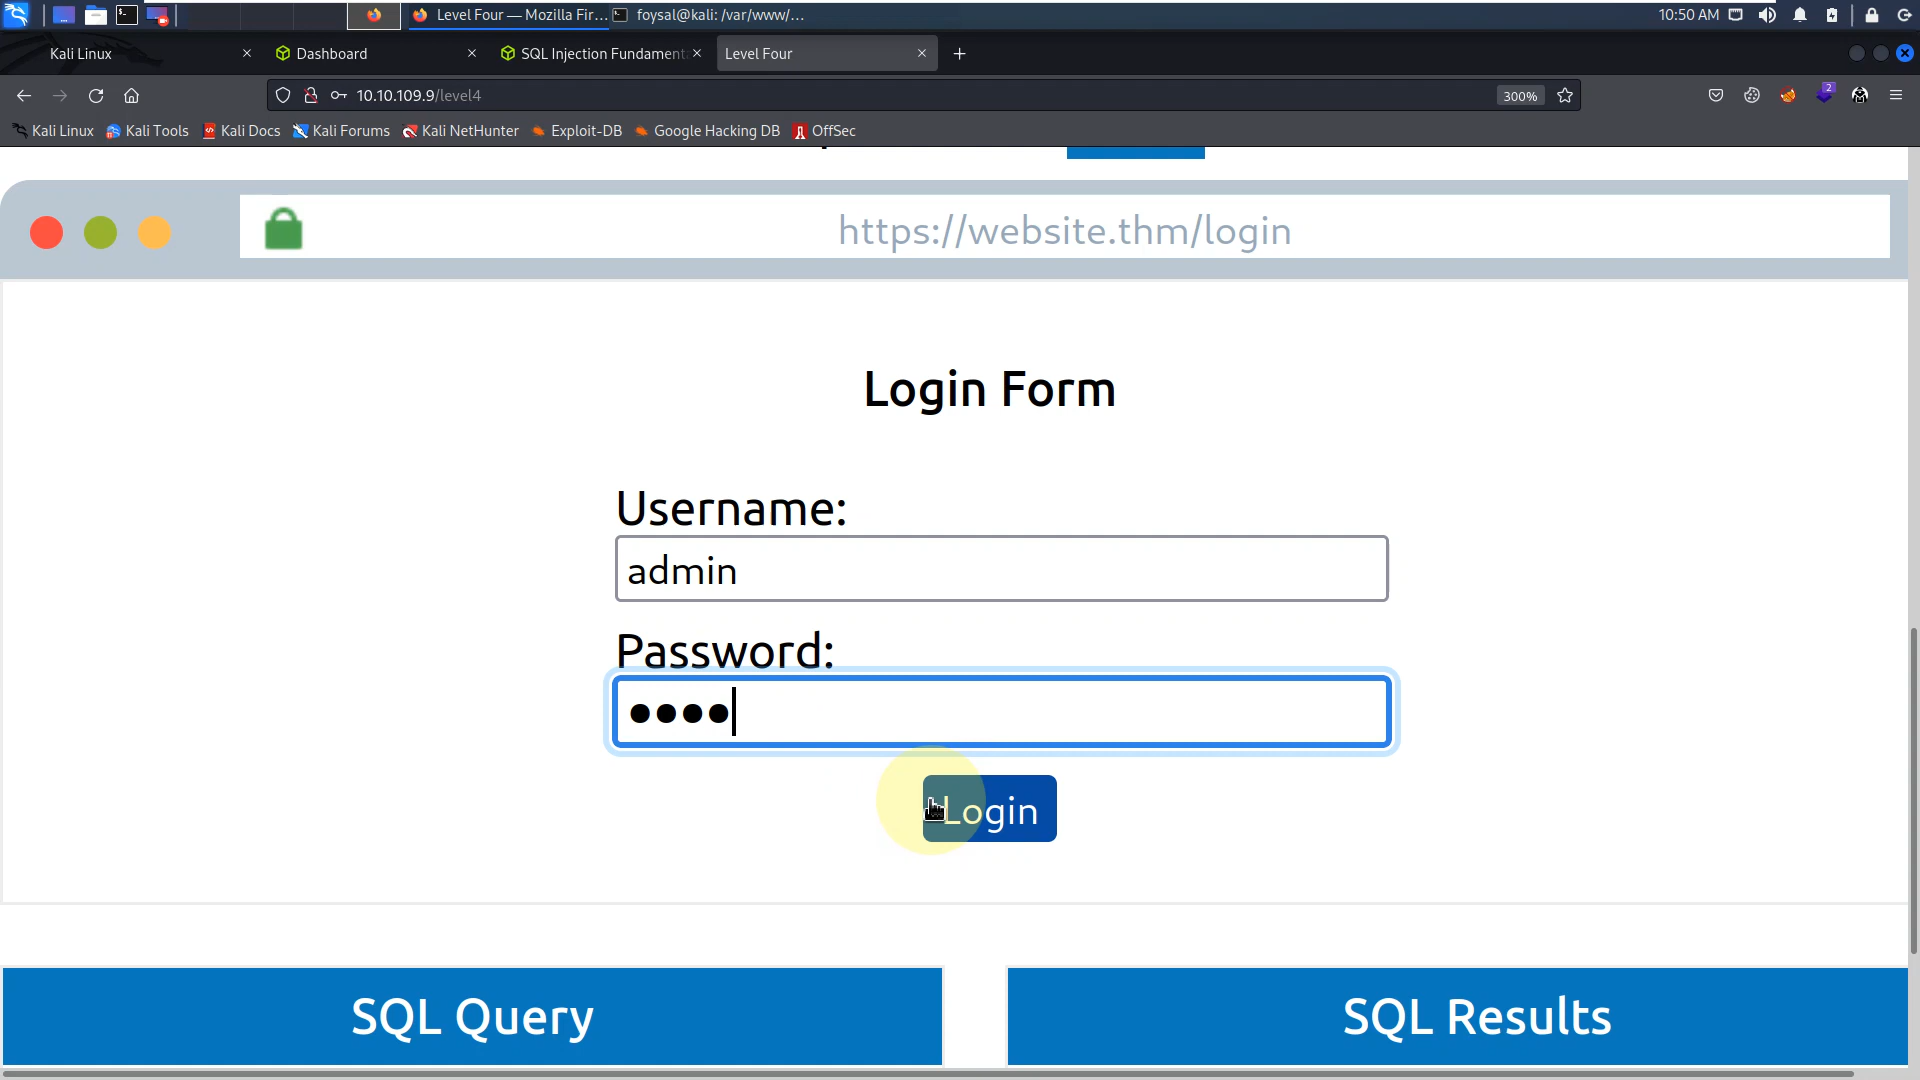 Level Four — Mozilla Fir...
foysal@kali: /var/www/...
10:50 AM
Kali Linux
Dashboard
SQL Injection Fundament
Level Four
10.10.109.9/level4
300%
2
Kali Linux
Kali Tools
Kali Docs
Kali Forums
Kali NetHunter
Exploit-DB
Google Hacking DB
OffSec
https://website.thm/login
Login Form
Username:
admin
Password:
Login
SQL Query
SQL Results